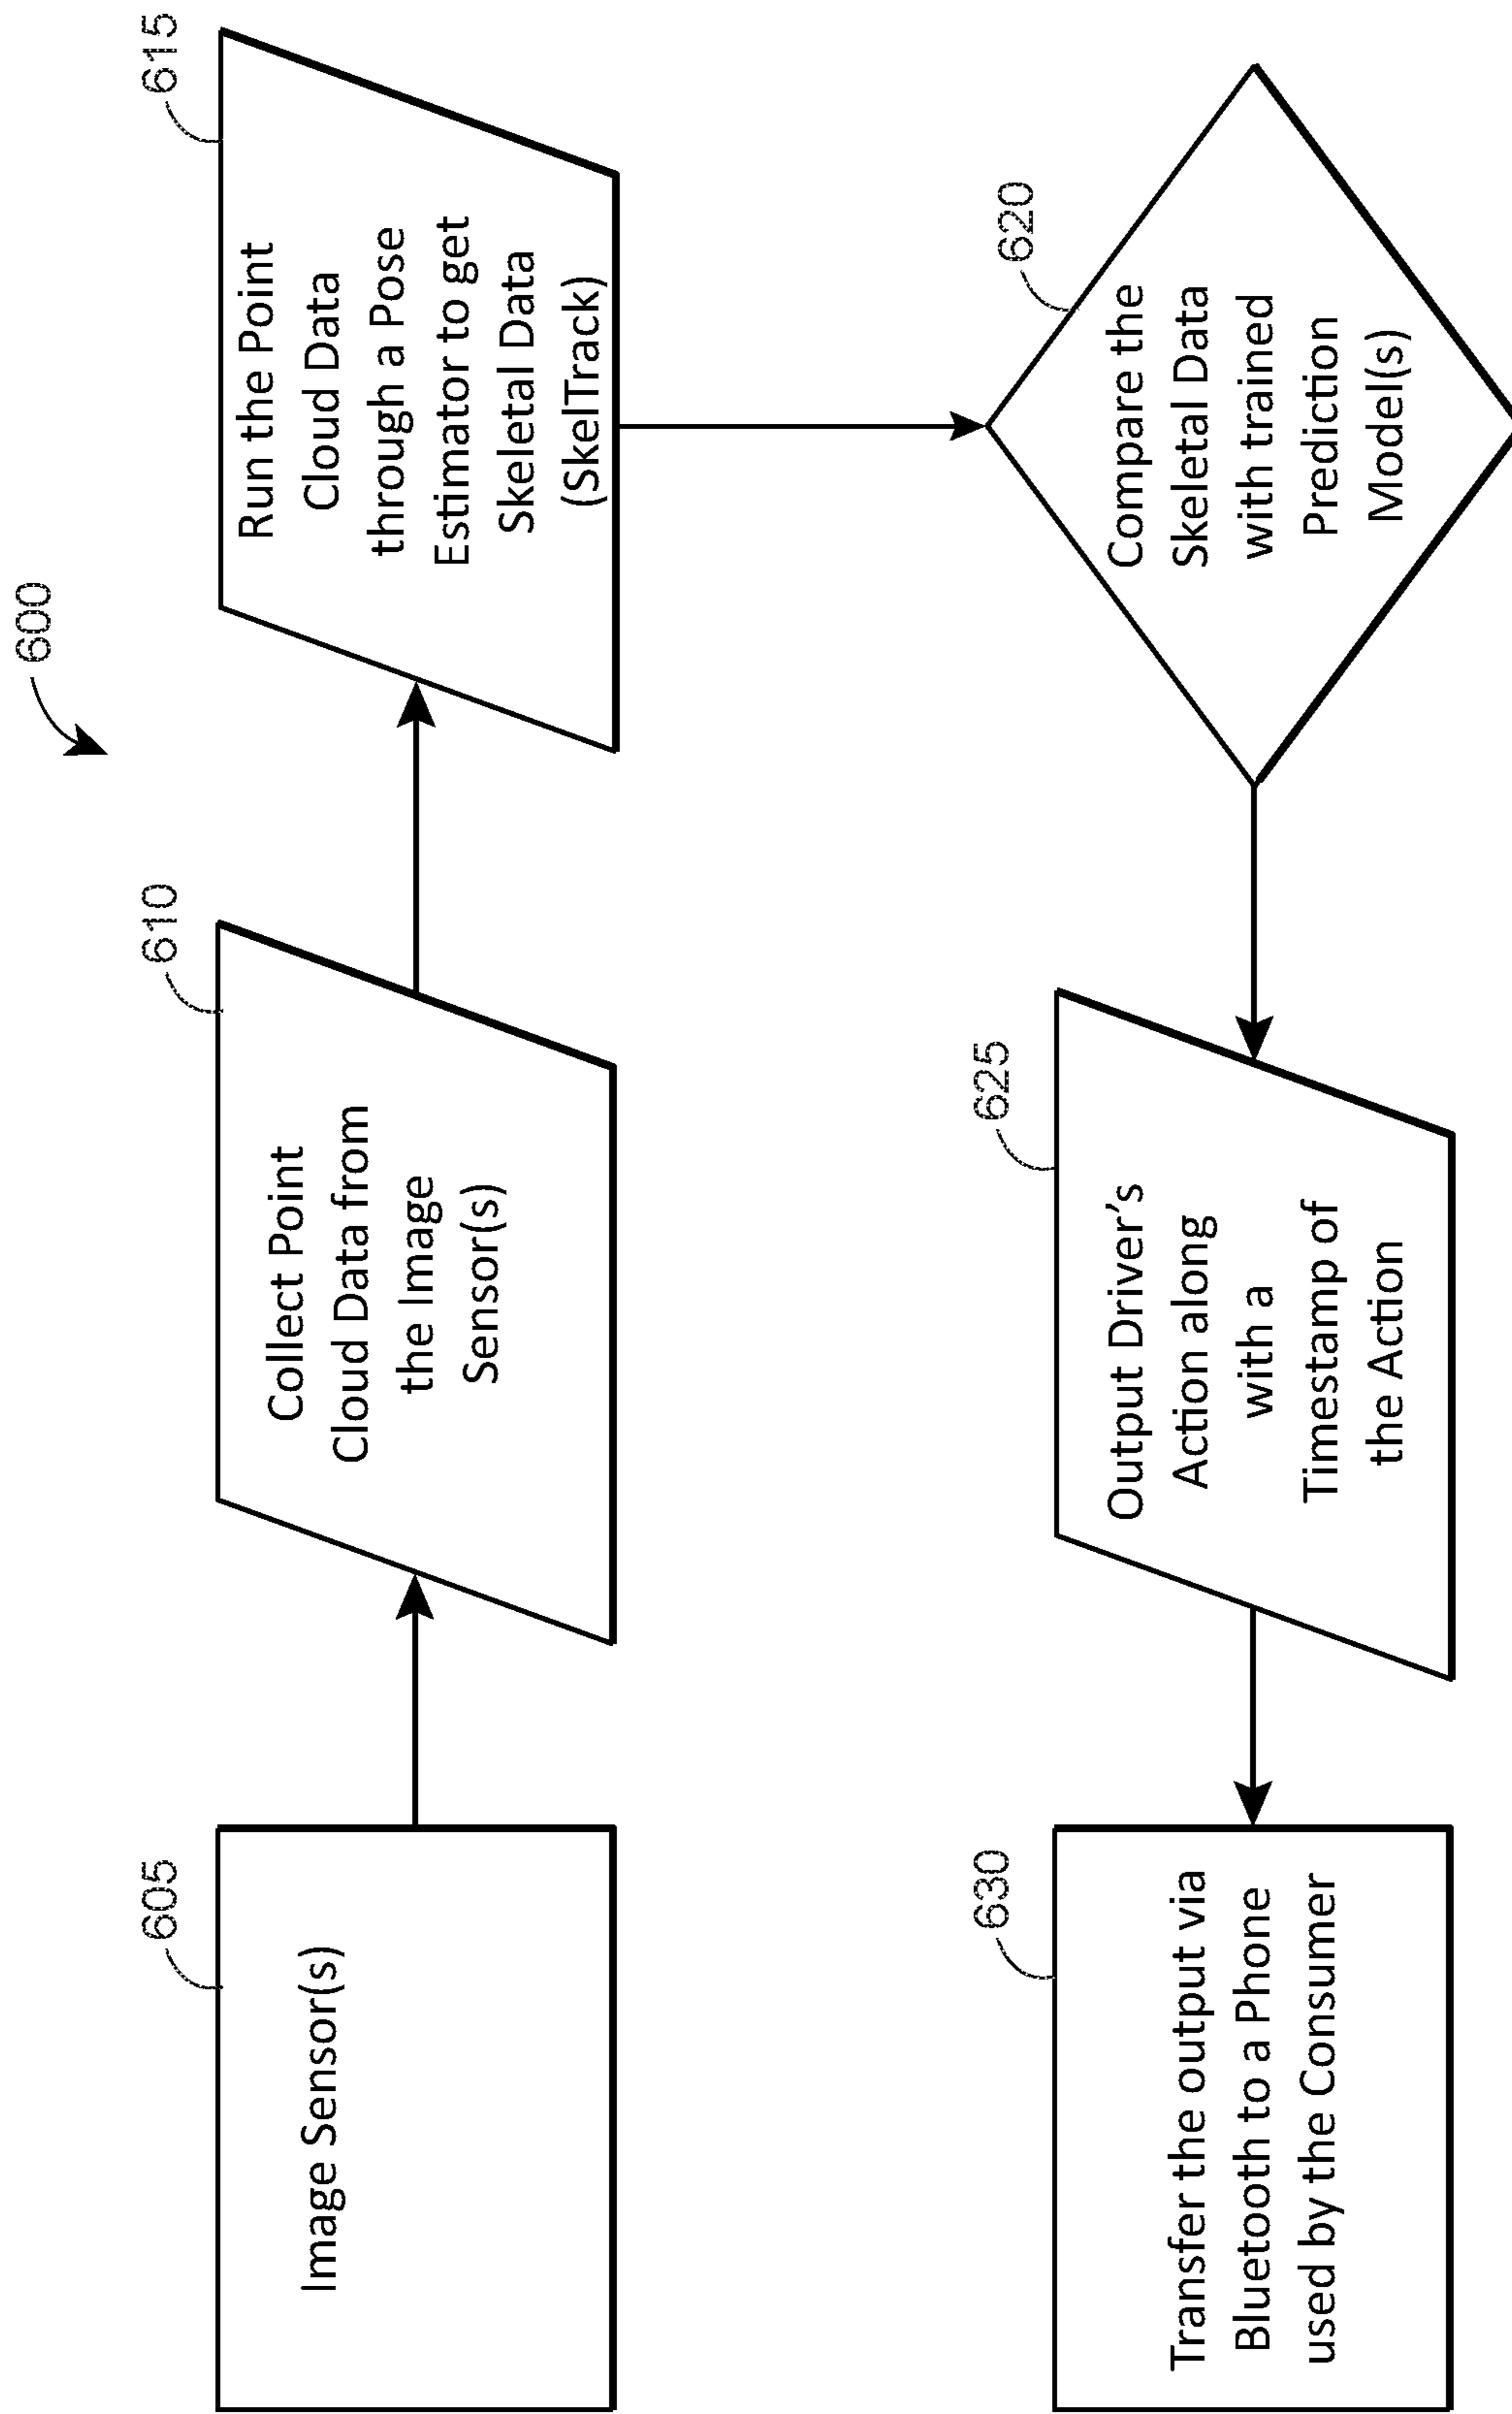 600
605
Image Sensor(s)
610
Collect Point
Cloud Data from
the Image
Sensor(s)
615
Run the Point
Cloud Data
through a Pose
Estimator to get
Skeletal Data
(SkelTrack)
620
Compare the
Skeletal Data
with trained
Prediction
Model(s)
625
Output Driver's
Action along
with a
Timestamp of
the Action
630
Transfer the output via
Bluetooth to a Phone
used by the Consumer